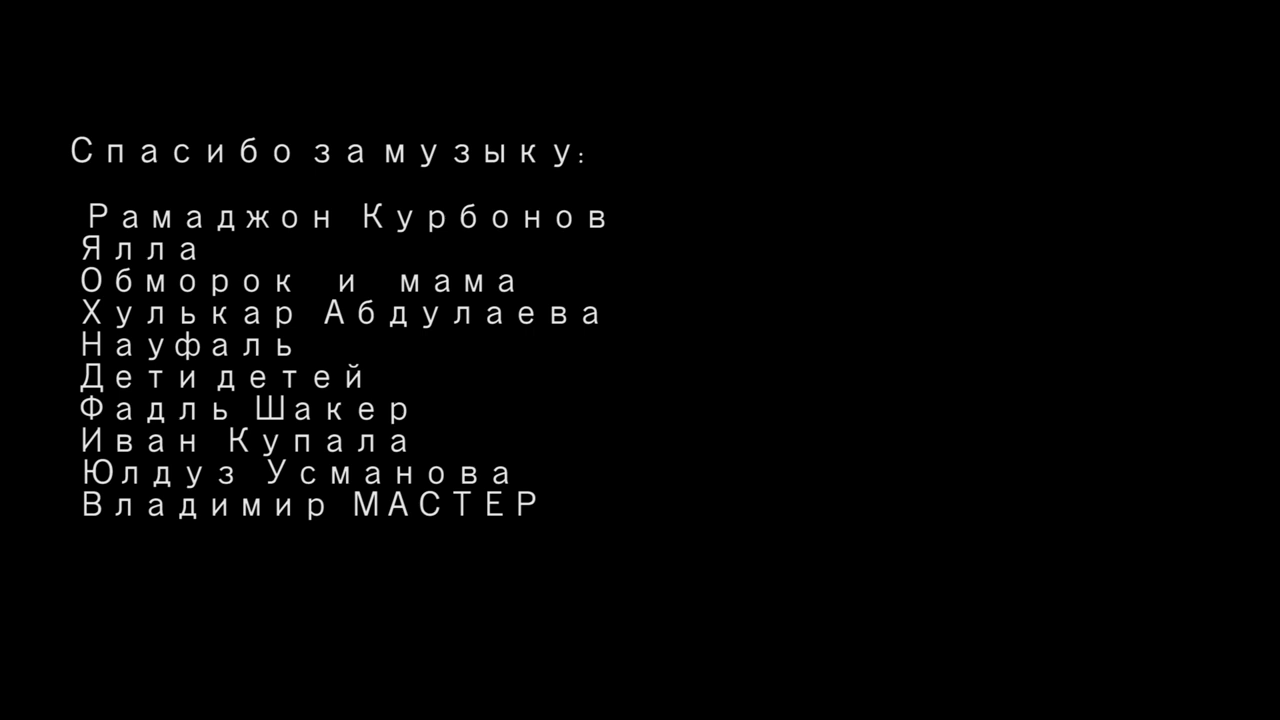 Спасибо за музыку:
Рамаджон Курбонов
Ялла
Обморок и мама
Хулькар Абдулаева
Науфаль
Дети детей
Фадль Шакер
Иван Купала
Юлдуз Усманова
Владимир МАСТЕР